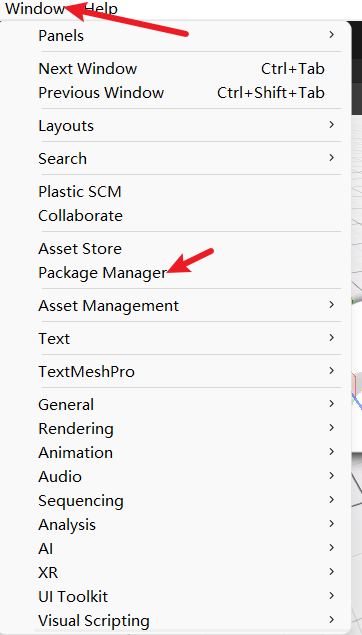 Window Help
Panels
Next Window Ctrl+Tab
Previous Window Ctrl+Shift+Tab
Layouts
Search
Plastic SCM
Collaborate
Asset Store
Package Manager
Asset Management
Text
TextMeshPro
General
Rendering
Animation
Audio
Sequencing
Analysis
AI
XR
UI Toolkit
Visual Scripting